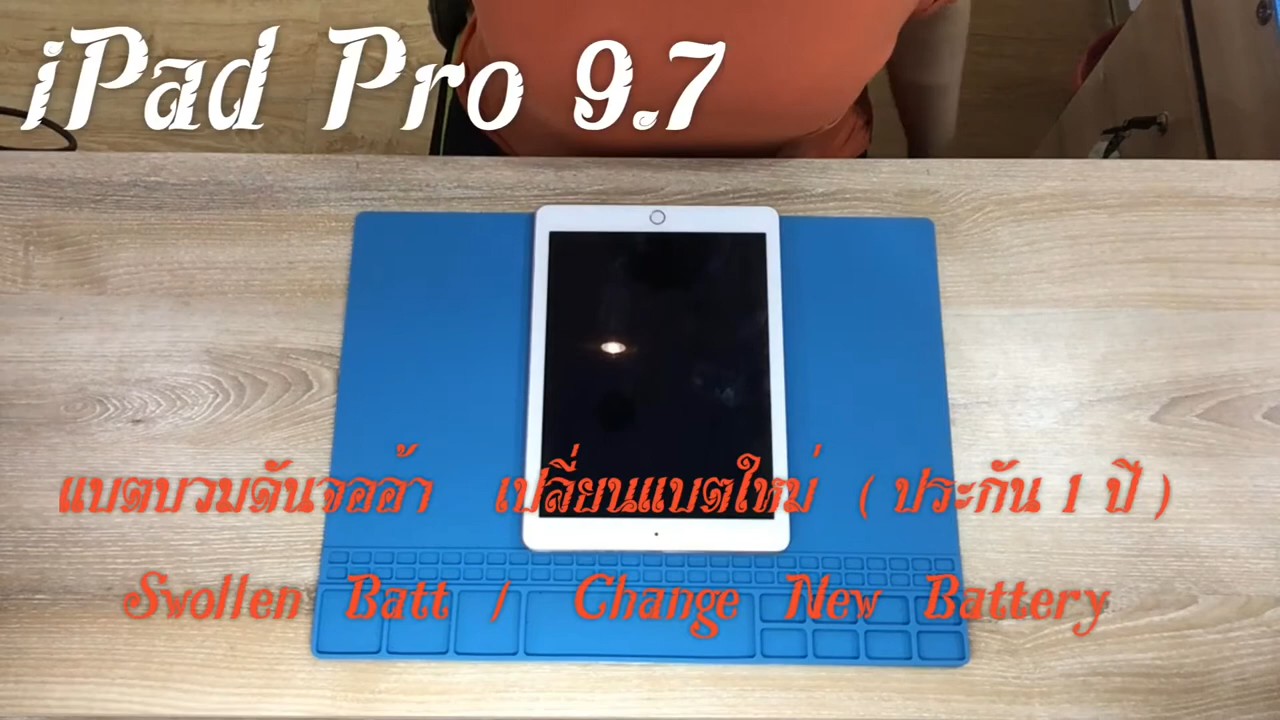 iPad Pro 9.7
แบตบวมดันจออ้า เปลี่ยนแบตใหม่ ( ประกัน 1 ปี )
Swollen Batt / Change New Battery